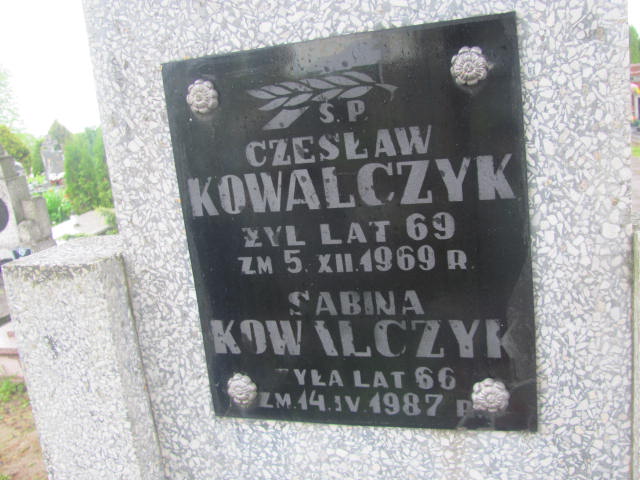 Ś.P.
CZESŁAW
KOWALCZYK
ŻYŁ LAT 69
ZM 5. XII.1969 R.
SABINA
KOWALCZYK
ŻYŁA LAT 66
ZM.14.IV.1987 R.